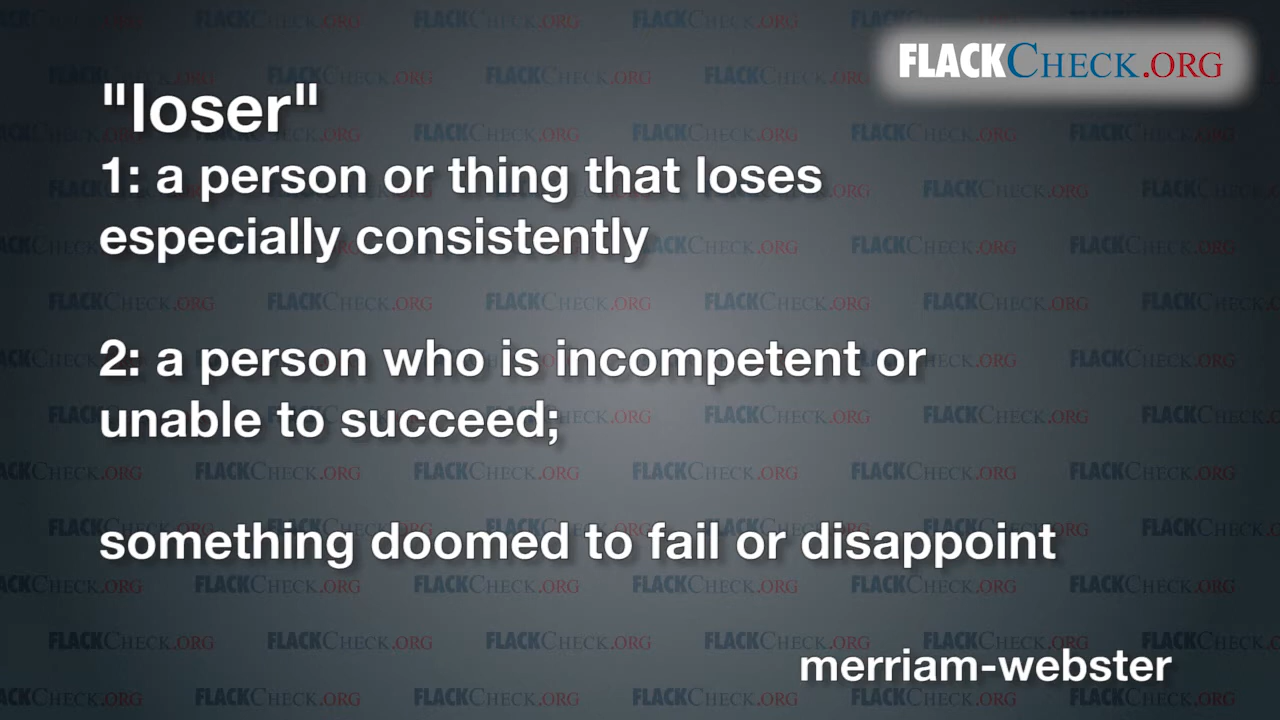 FLACKCHECK.ORG
"loser"
1: a person or thing that loses
especially consistently
2: a person who is incompetent or
unable to succeed;
something doomed to fail or disappoint
merriam-webster